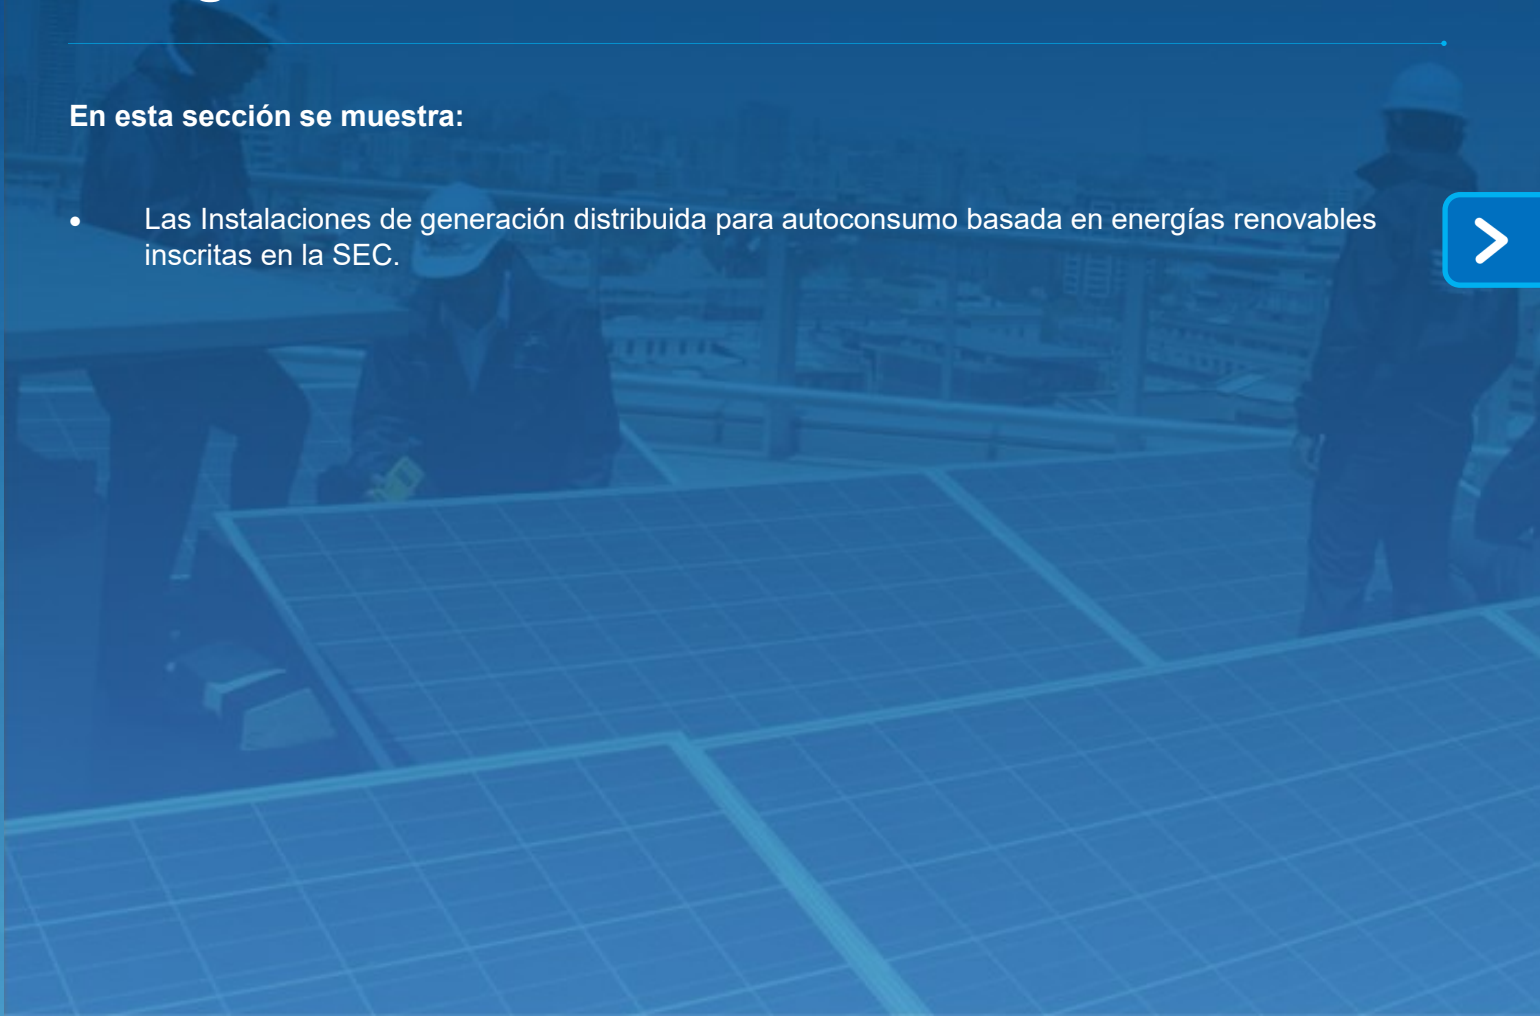 En esta sección se muestra:
• Las Instalaciones de generación distribuida para autoconsumo basada en energías renovables
inscritas en la SEC.